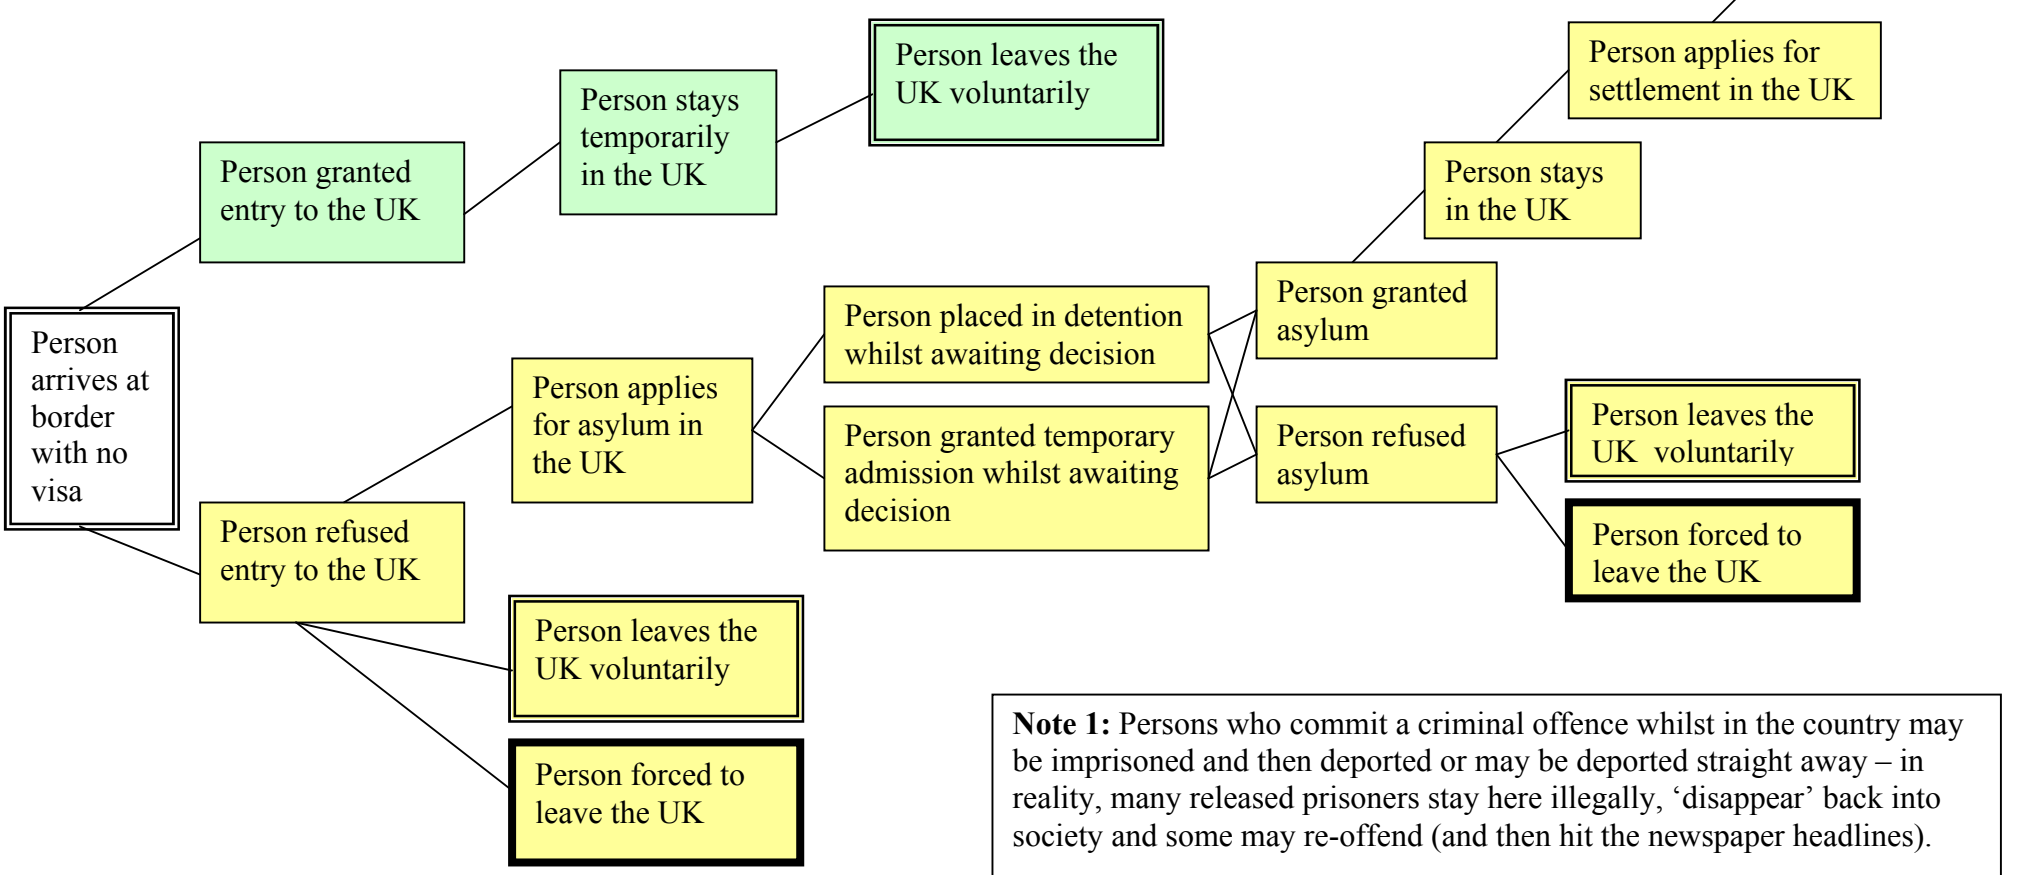 Person leaves the
UK voluntarily
Person applies for
settlement in the UK
Person stays
temporarily
in the UK
Person granted
entry to the UK
Person stays
in the UK
Person
arrives at
border
with no
visa
Person placed in detention
whilst awaiting decision
Person granted
asylum
Person applies
for asylum in
the UK
Person granted temporary
admission whilst awaiting
decision
Person refused
asylum
Person leaves the
UK  voluntarily
Person refused
entry to the UK
Person forced to
leave the UK
Person leaves the
UK voluntarily
Person forced to
leave the UK
Note 1: Persons who commit a criminal offence whilst in the country may
be imprisoned and then deported or may be deported straight away – in
reality, many released prisoners stay here illegally, ‘disappear’ back into
society and some may re-offend (and then hit the newspaper headlines).